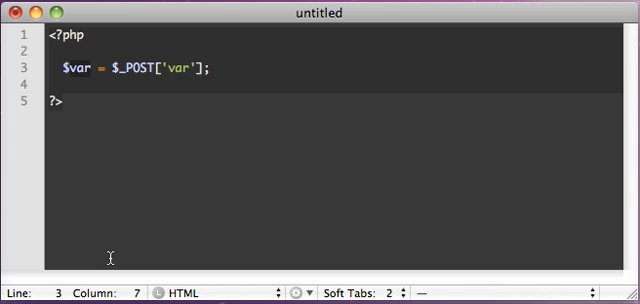 untitled
1 <?php
2
3 $var = $_POST['var'];
4
5 ?>
Line: 3 Column: 7 L HTML Soft Tabs: 2 —